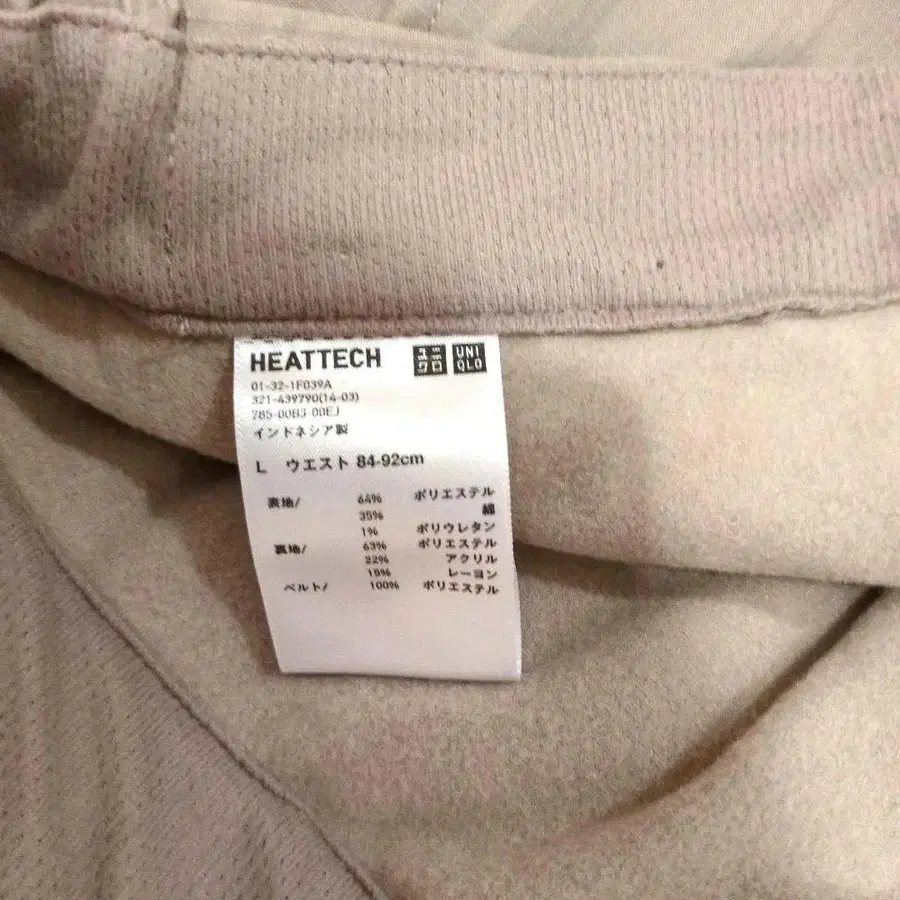 HEATTECH ユニクロ UNIQLO
01-32-1F039A
321-439790(14-03)
785-00B3-00EJ
インドネシア製
L ウエスト 84-92cm
表地/ 64% ポリエステル
35% 綿
1% ポリウレタン
裏地/ 63% ポリエステル
22% アクリル
15% レーヨン
ベルト/ 100% ポリエステル